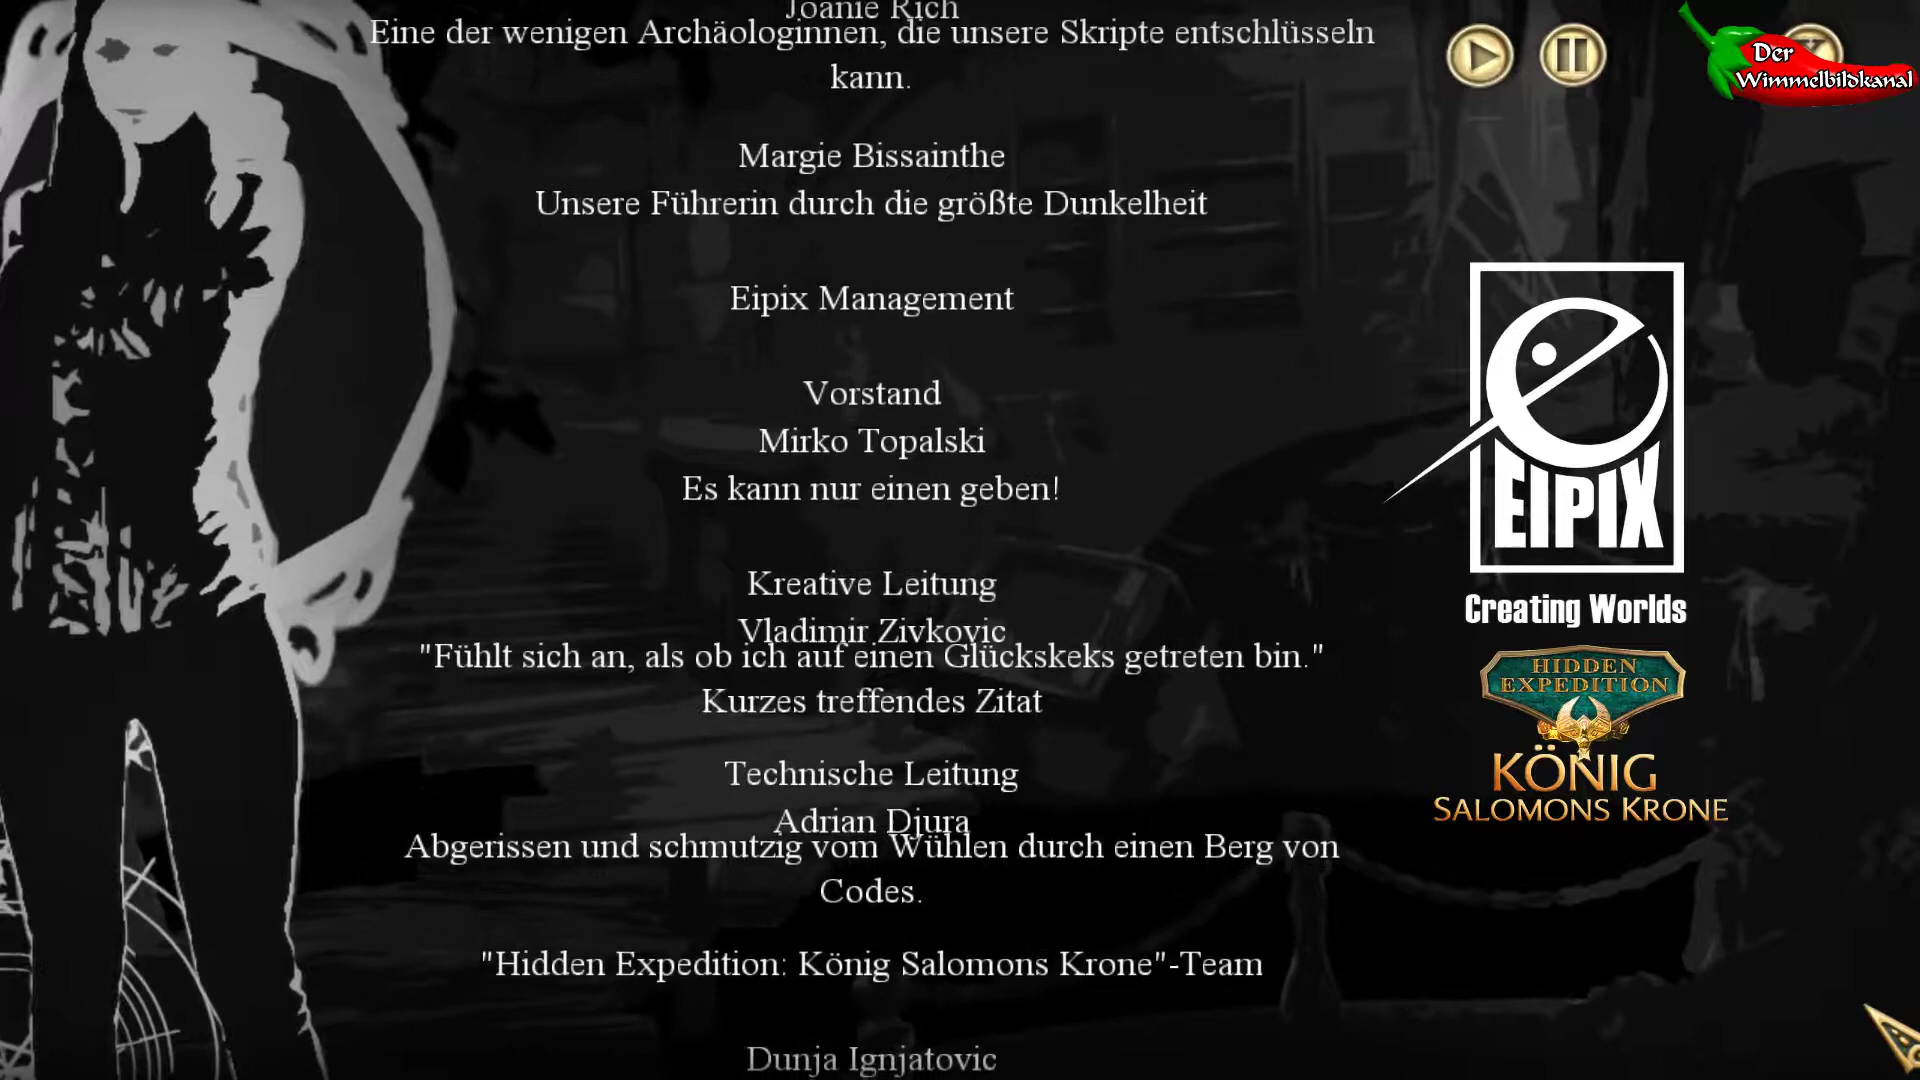 Joanie Rich
Eine der wenigen Archäologinnen, die unsere Skripte entschlüsseln
kann.
Margie Bissainthe
Unsere Führerin durch die größte Dunkelheit
Eipix Management
Vorstand
Mirko Topalski
Es kann nur einen geben!
Kreative Leitung
Vladimir Zivkovic
"Fühlt sich an, als ob ich auf einen Glückskeks getreten bin."
Kurzes treffendes Zitat
Technische Leitung
Adrian Djura
Abgerissen und schmutzig vom Wühlen durch einen Berg von
Codes.
"Hidden Expedition: König Salomons Krone"-Team
Dunja Ignjatovic
Der
Wimmelbildkanal
EIPIX
Creating Worlds
HIDDEN
EXPEDITION
KÖNIG
SALOMONS KRONE